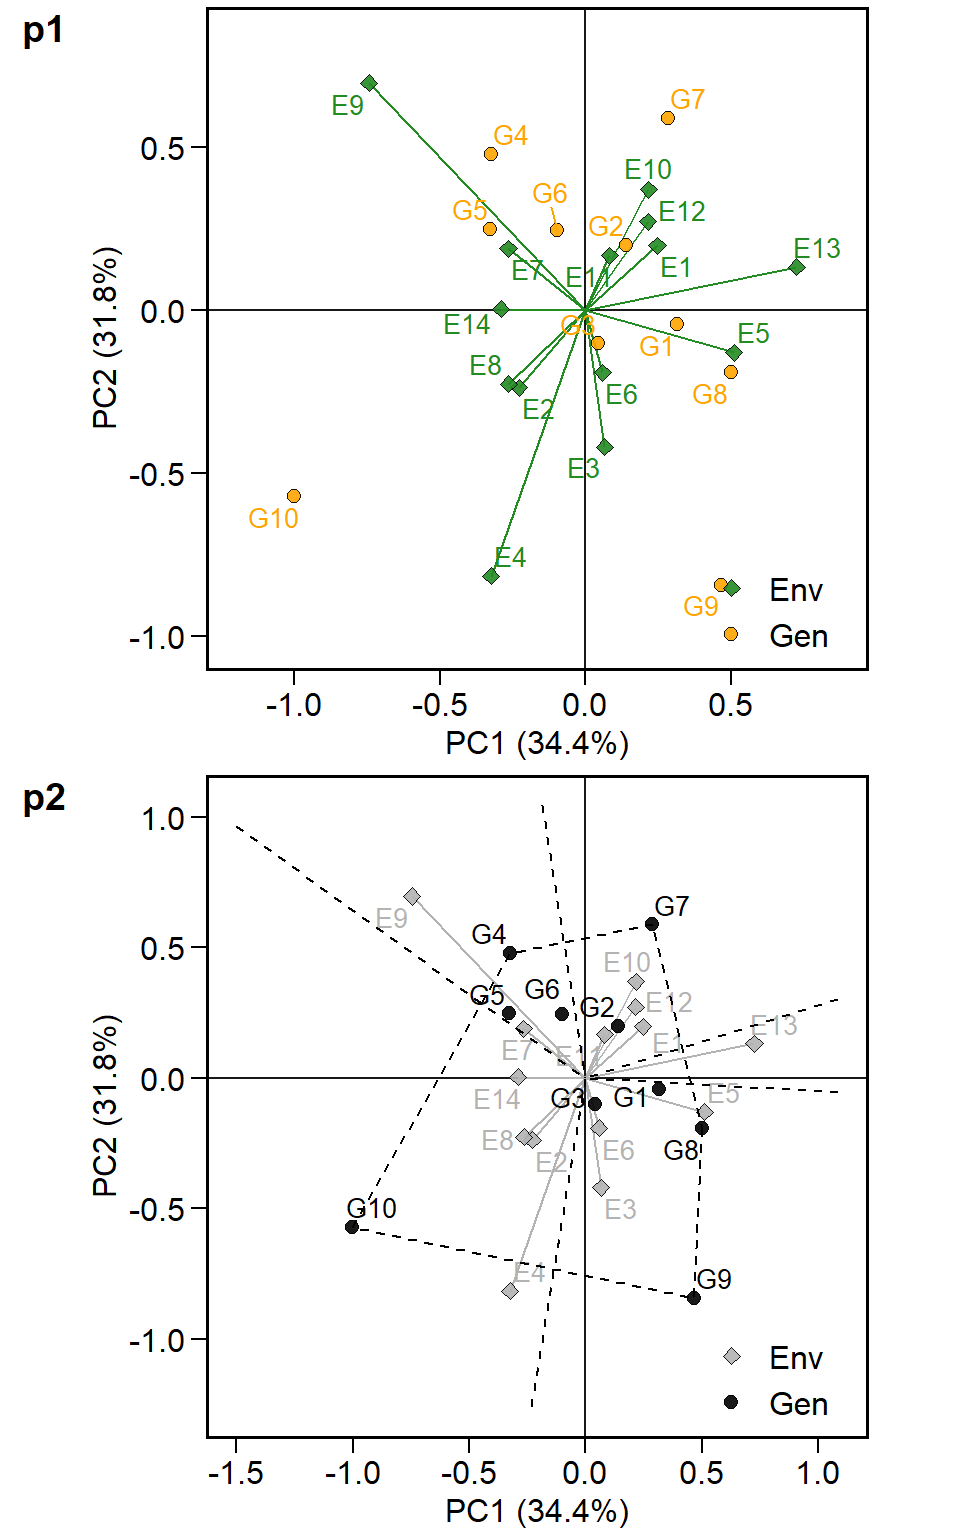 p1
E9
G7
G4
0.5
E10
G6
G5
E12
G2
E13
E7
E11
E1
0.0
G3
E14
G1
E5
E8
PC2 (31.8%)
E6
G8
E2
E3
-0.5
G10
E4
Env
G9
-1.0
Gen
-1.0
-0.5
0.0
0.5
PC1 (34.4%)
p2
1.0
G7
E9
G4
0.5
E10
G5
G6
E12
G2
E13
E7
E11
E1
0.0
E14
G3
G1
E5
PC2 (31.8%)
E8
E6
G8
E2
-0.5
G10
E3
E4
G9
-1.0
Env
Gen
-1.5
-1.0
-0.5
0.0
0.5
1.0
PC1 (34.4%)